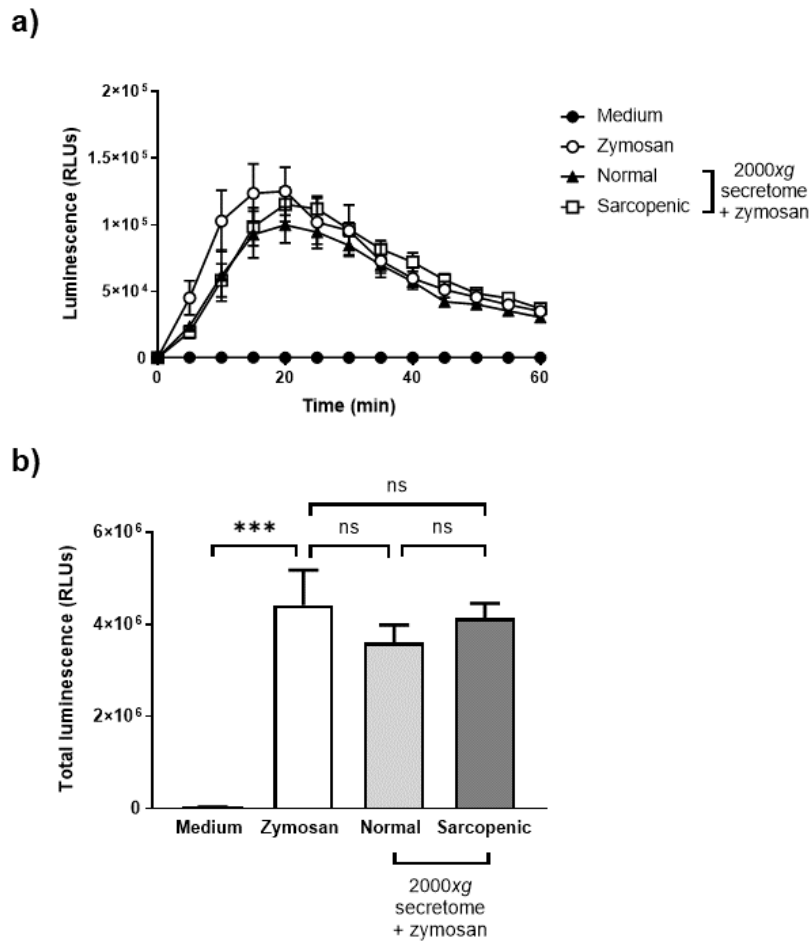 a)
2×10⁵
1.5×10⁵
1×10⁵
5×10⁴
0
Luminescence (RLUs)
0
20
40
60
Time (min)
Medium
Zymosan
Normal
Sarcopenic
2000xg
secretome
+ zymosan
b)
ns
***
ns
ns
6×10⁶
4×10⁶
2×10⁶
0
Total luminescence (RLUs)
Medium
Zymosan
Normal
Sarcopenic
2000xg
secretome
+ zymosan